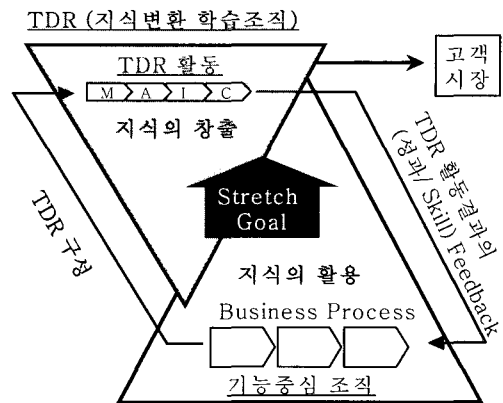 TDR (지식변환 학습조직)
TDR 활동
M A I C
지식의 창출
고객
시장
Stretch
Goal
TDR 구성
TDR 활동결과의
(성과/Skill) Feedback
지식의 활용
Business Process
기능중심 조직